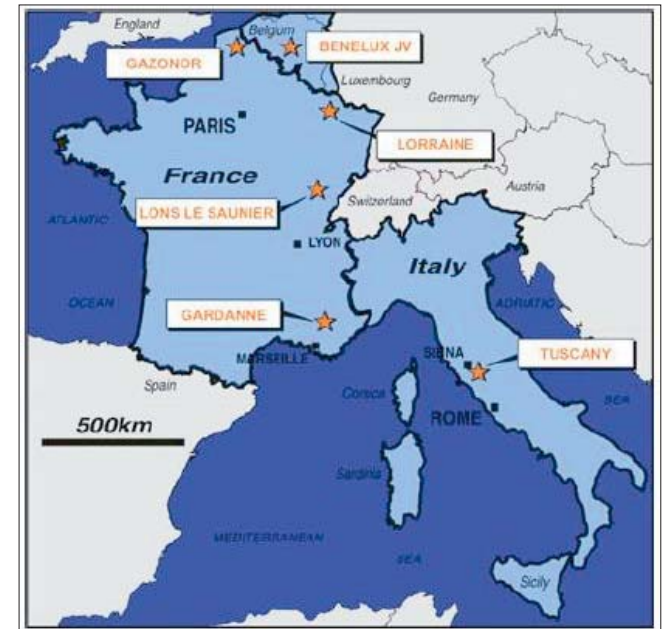 England
Belgium
BENELUX JV
GAZONOR
Luxembourg
Germany
PARIS
LORRAINE
France
Switzerland
Austria
LONS LE SAUNIER
ATLANTIC
LYON
Italy
OCEAN
GARDANNE
ADRIATIC
MARSEILLE
SIENA
TUSCANY
Spain
Corsica
SEA
500km
ROME
Sardinia
MEDITERRANEAN
SEA
Sicily